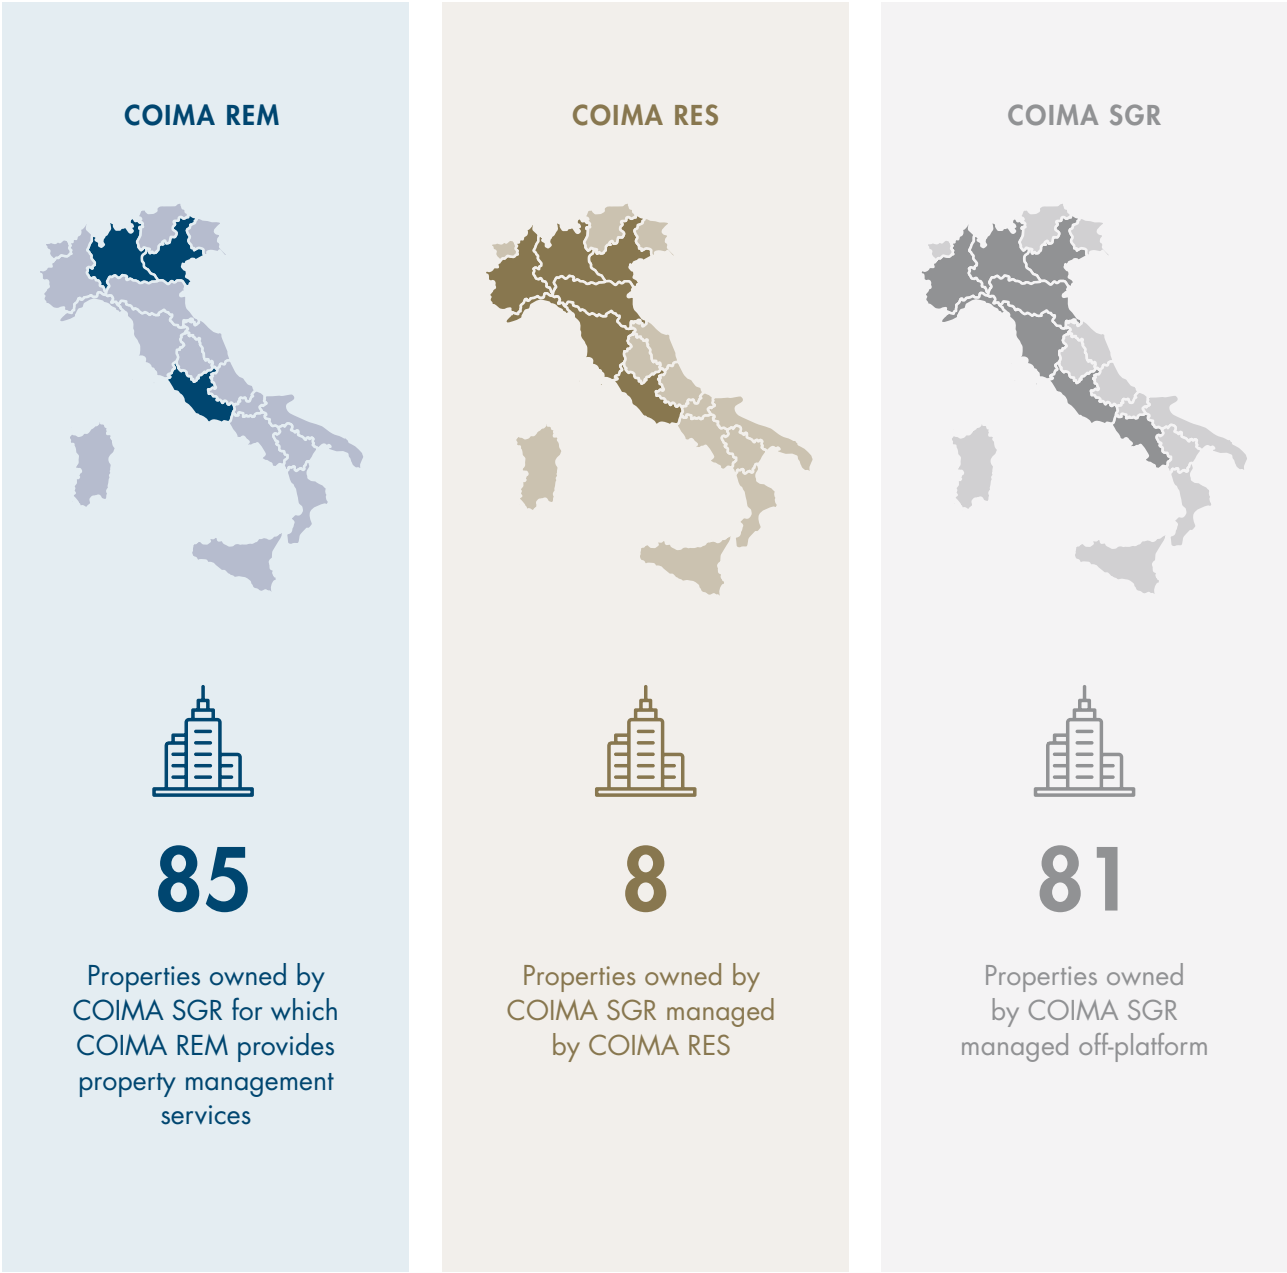 COIMA REM
85
Properties owned by
COIMA SGR for which
COIMA REM provides
property management
services
COIMA RES
8
Properties owned by
COIMA SGR managed
by COIMA RES
COIMA SGR
81
Properties owned
by COIMA SGR
managed off-platform